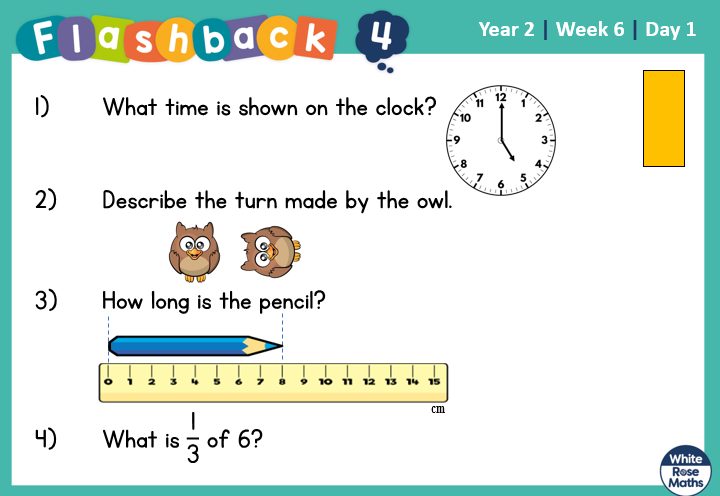 Flashback 4
Year 2 | Week 6 | Day 1
1) What time is shown on the clock?
12
11 1
10 2
9 3
8 4
7 5
6
2) Describe the turn made by the owl.
3) How long is the pencil?
0 1 2 3 4 5 6 7 8 9 10 11 12 13 14 15
cm
4) What is 1/3 of 6?
White
Rose
Maths